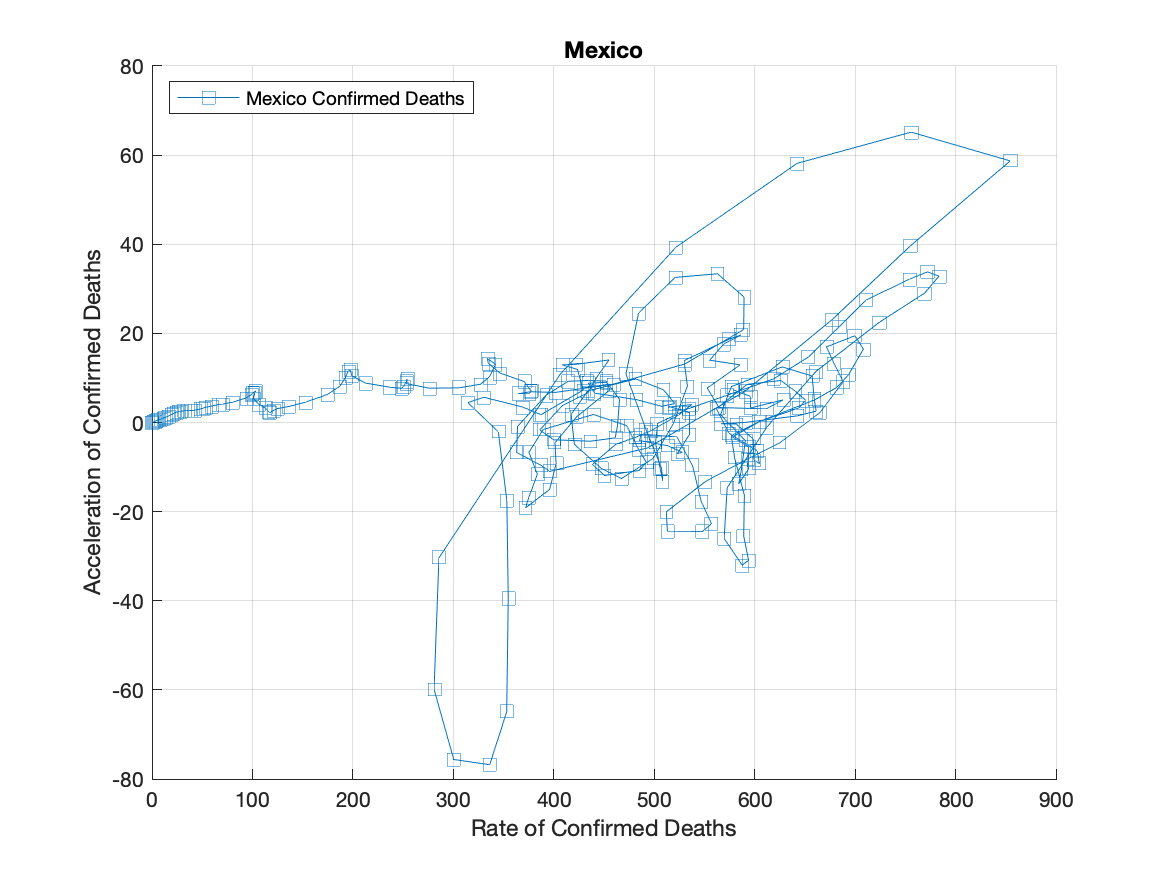 Mexico
Mexico Confirmed Deaths
80
60
40
20
0
-20
-40
-60
-80
Acceleration of Confirmed Deaths
0 100 200 300 400 500 600 700 800 900
Rate of Confirmed Deaths